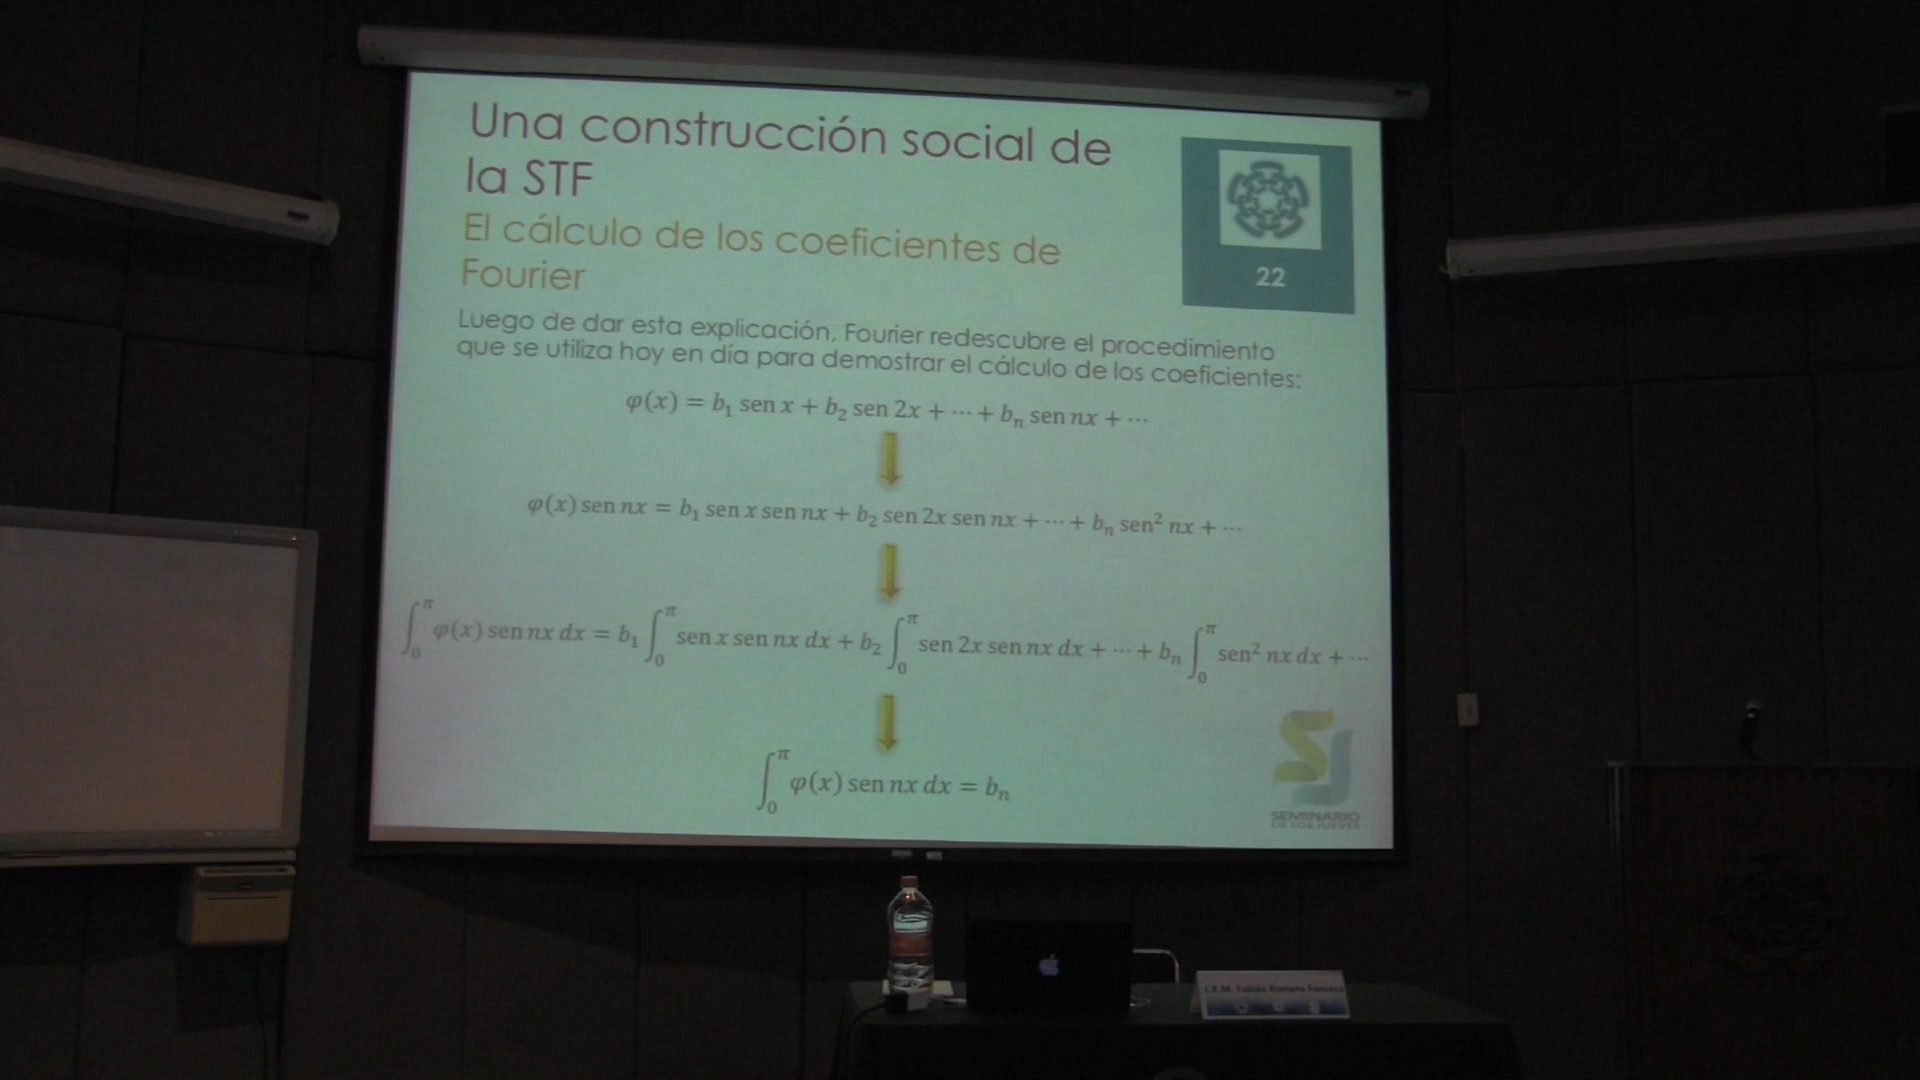 Una construcción social de
la STF
El cálculo de los coeficientes de
Fourier
22
Luego de dar esta explicación, Fourier redescubre el procedimiento
que se utiliza hoy en día para demostrar el cálculo de los coeficientes:
φ(x) = b₁ sen x + b₂ sen 2x + ⋯ + bₙ sen nx + ⋯
φ(x) sen nx = b₁ sen x sen nx + b₂ sen 2x sen nx + ⋯ + bₙ sen² nx + ⋯
∫₀^π φ(x) sen nx dx = b₁ ∫₀^π sen x sen nx dx + b₂ ∫₀^π sen 2x sen nx dx + ⋯ + bₙ ∫₀^π sen² nx dx + ⋯
∫₀^π φ(x) sen nx dx = bₙ
SEMINARIO
DE LOS JUEVES
L.E.M. Fabián Romero Fonseca